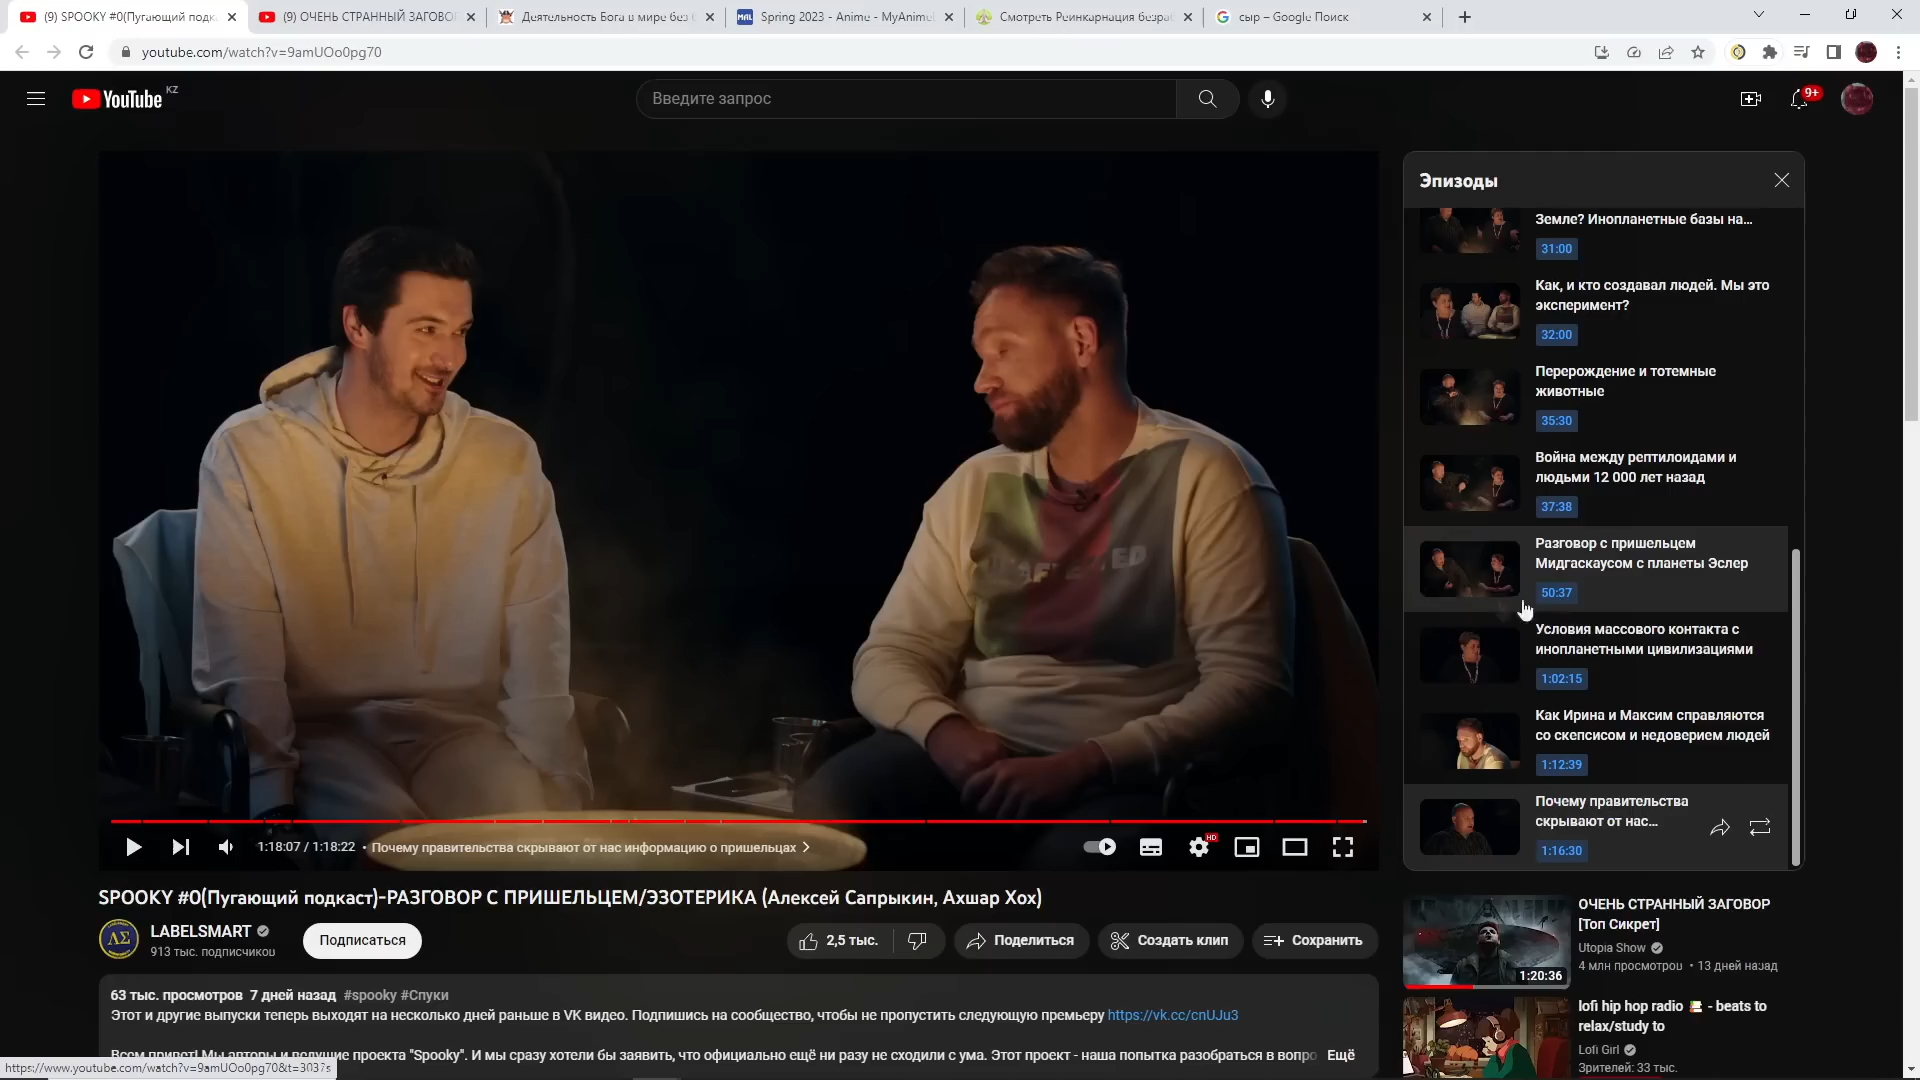 (9) SPOOKY #0(Пугающий подк
(9) ОЧЕНЬ СТРАННЫЙ ЗАГОВО
Деятельность Бога в мире без
Spring 2023 - Anime - MyAnime
Смотреть Реинкарнация безра
сыр – Google Поиск
youtube.com/watch?v=9amUOo0pg70
YouTube KZ
Введите запрос
9+
Эпизоды
Земле? Инопланетные базы на...
31:00
Как, и кто создавал людей. Мы это
эксперимент?
32:00
Перерождение и тотемные
животные
35:30
Война между рептилоидами и
людьми 12 000 лет назад
37:38
Разговор с пришельцем
Мидгаскаусом с планеты Эслер
50:37
Условия массового контакта с
инопланетными цивилизациями
1:02:15
Как Ирина и Максим справляются
со скепсисом и недоверием людей
1:12:39
Почему правительства
скрывают от нас...
1:16:30
1:18:07 / 1:18:22 • Почему правительства скрывают от нас информацию о пришельцах
HD
SPOOKY #0(Пугающий подкаст)-РАЗГОВОР С ПРИШЕЛЬЦЕМ/ЭЗОТЕРИКА (Алексей Сапрыкин, Ахшар Хох)
LABELSMART
913 тыс. подписчиков
Подписаться
2,5 тыс.
Поделиться
Создать клип
Сохранить
63 тыс. просмотров 7 дней назад #spooky #Спуки
Этот и другие выпуски теперь выходят на несколько дней раньше в VK видео. Подпишись на сообщество, чтобы не пропустить следующую премьеру https://vk.cc/cnUJu3
Всем привет! Мы авторы и ведущие проекта "Spooky". И мы сразу хотели бы заявить, что официально ещё ни разу не сходили с ума. Этот проект - наша попытка разобраться в вопро Ещё
https://www.youtube.com/watch?v=9amUOo0pg70&t=3037s
ОЧЕНЬ СТРАННЫЙ ЗАГОВОР
[Топ Сикрет]
Utopia Show
4 млн просмотров • 13 дней назад
1:20:36
lofi hip hop radio - beats to
relax/study to
Lofi Girl
Зрителей: 33 тыс.